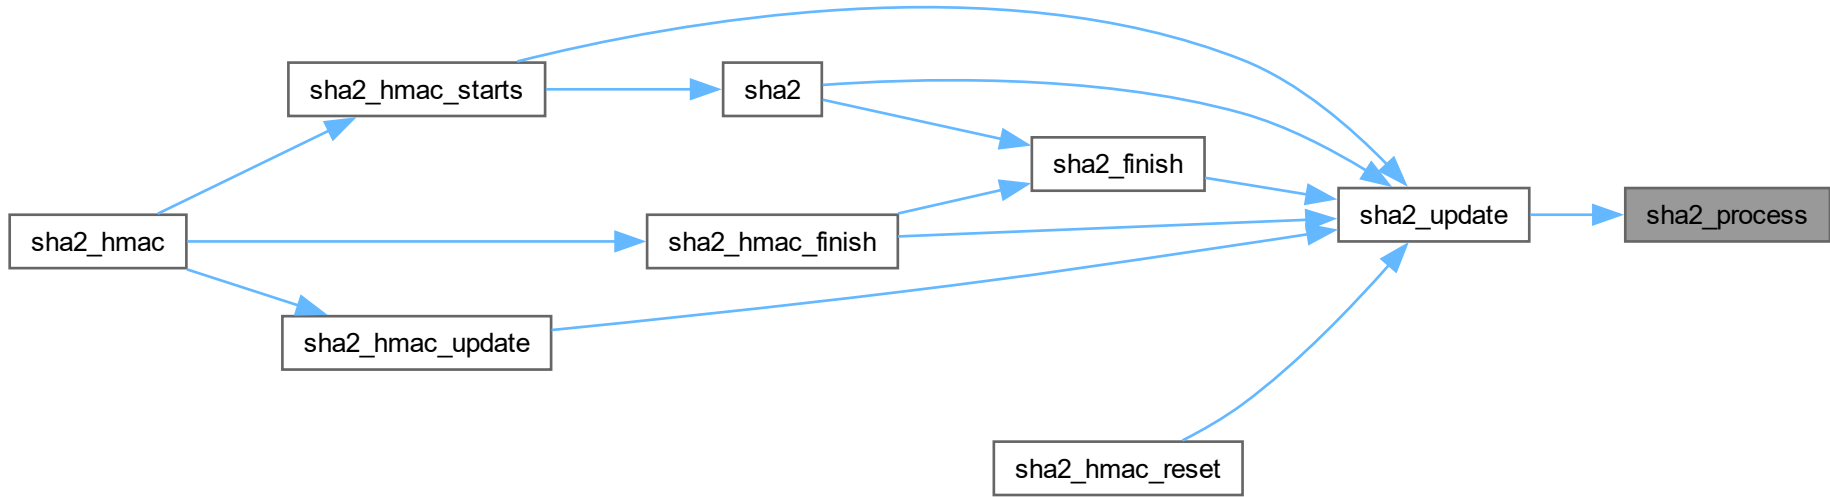 sha2_hmac_starts
sha2
sha2_finish
sha2_update
sha2_process
sha2_hmac
sha2_hmac_finish
sha2_hmac_update
sha2_hmac_reset